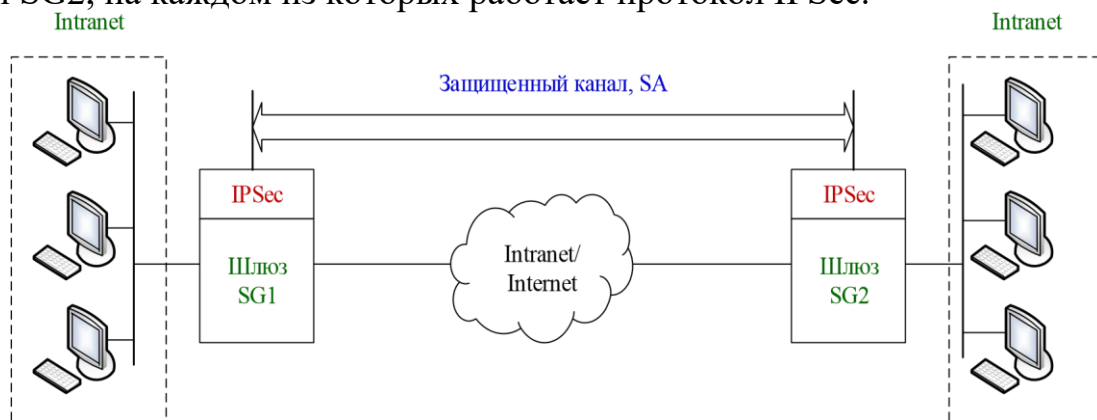 SG2, на каждом из которых работает протокол IPSec.
Intranet
Intranet
Защищенный канал, SA
IPSec
IPSec
Шлюз
SG1
Intranet/
Internet
Шлюз
SG2